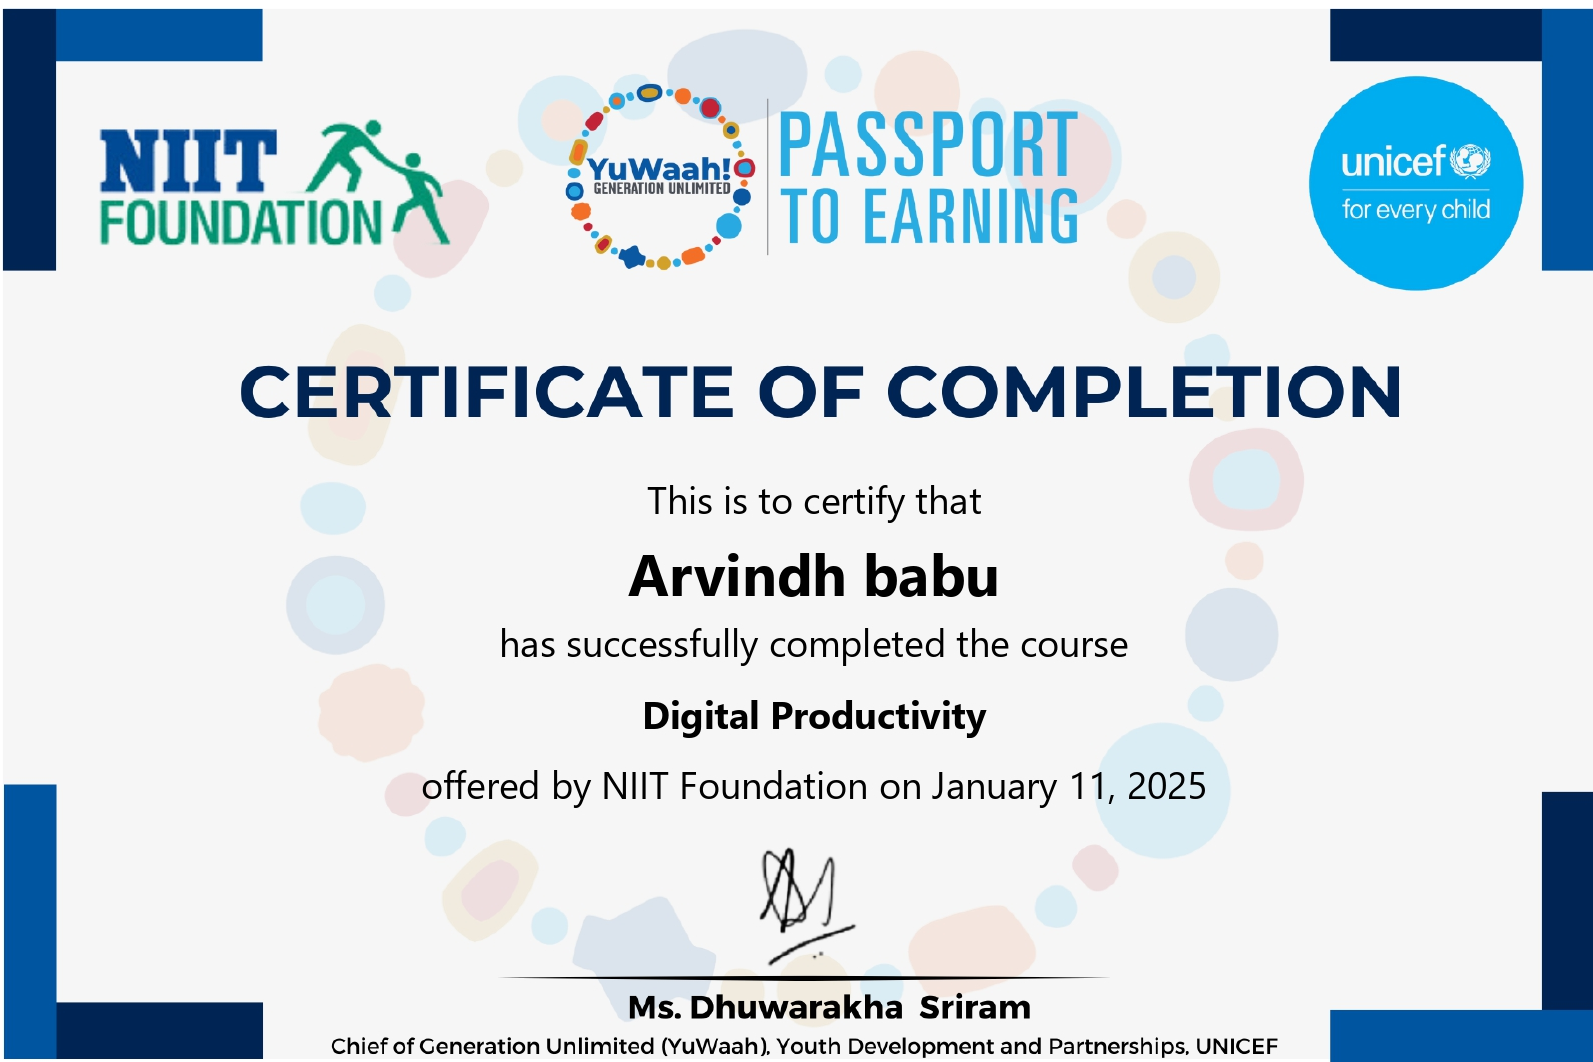 NIIT
FOUNDATION
YuWaah!
GENERATION UNLIMITED
PASSPORT
TO EARNING
unicef
for every child
CERTIFICATE OF COMPLETION
This is to certify that
Arvindh babu
has successfully completed the course
Digital Productivity
offered by NIIT Foundation on January 11, 2025
Ms. Dhuwarakha Sriram
Chief of Generation Unlimited (YuWaah), Youth Development and Partnerships, UNICEF